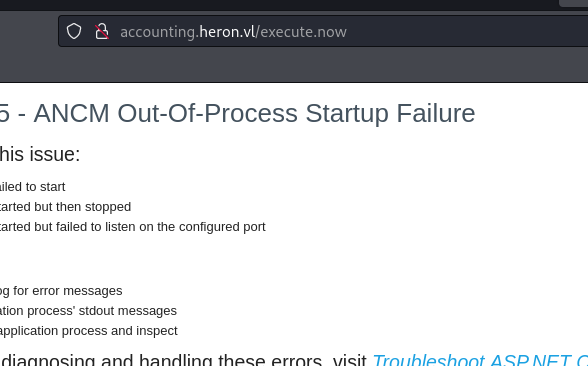 accounting.heron.vl/execute.now
5 - ANCM Out-Of-Process Startup Failure
his issue:
iled to start
tarted but then stopped
tarted but failed to listen on the configured port
og for error messages
ation process' stdout messages
application process and inspect
diagnosing and handling these errors, visit Troubleshoot ASP.NET C